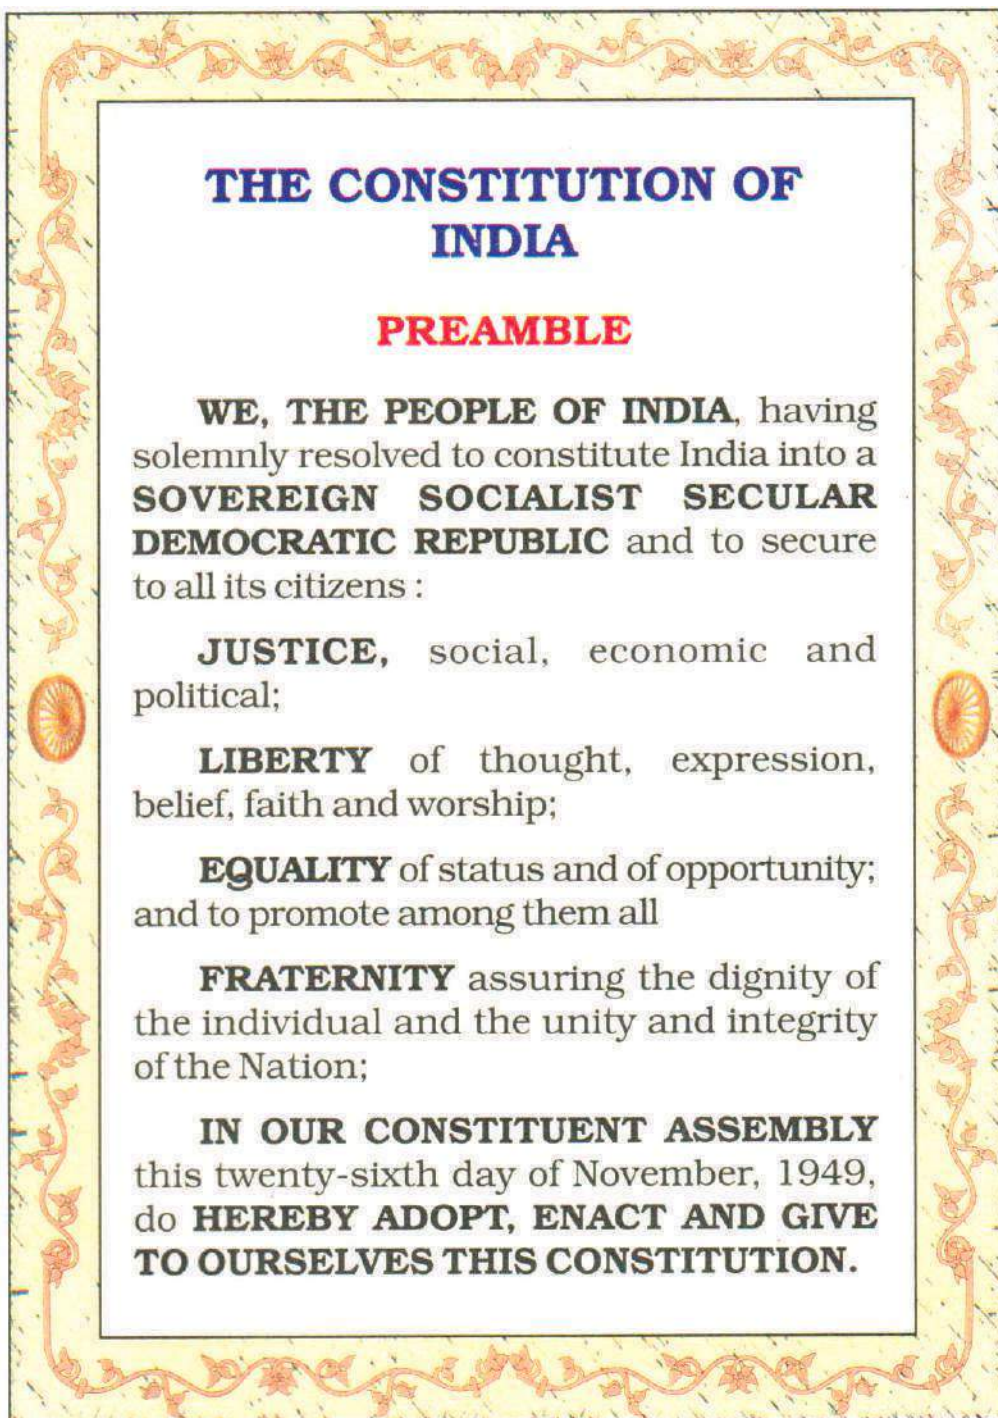 THE CONSTITUTION OF
INDIA
PREAMBLE
WE, THE PEOPLE OF INDIA, having
solemnly resolved to constitute India into a
SOVEREIGN SOCIALIST SECULAR
DEMOCRATIC REPUBLIC and to secure
to all its citizens :
JUSTICE, social, economic and
political;
LIBERTY of thought, expression,
belief, faith and worship;
EQUALITY of status and of opportunity;
and to promote among them all
FRATERNITY assuring the dignity of
the individual and the unity and integrity
of the Nation;
IN OUR CONSTITUENT ASSEMBLY
this twenty-sixth day of November, 1949,
do HEREBY ADOPT, ENACT AND GIVE
TO OURSELVES THIS CONSTITUTION.